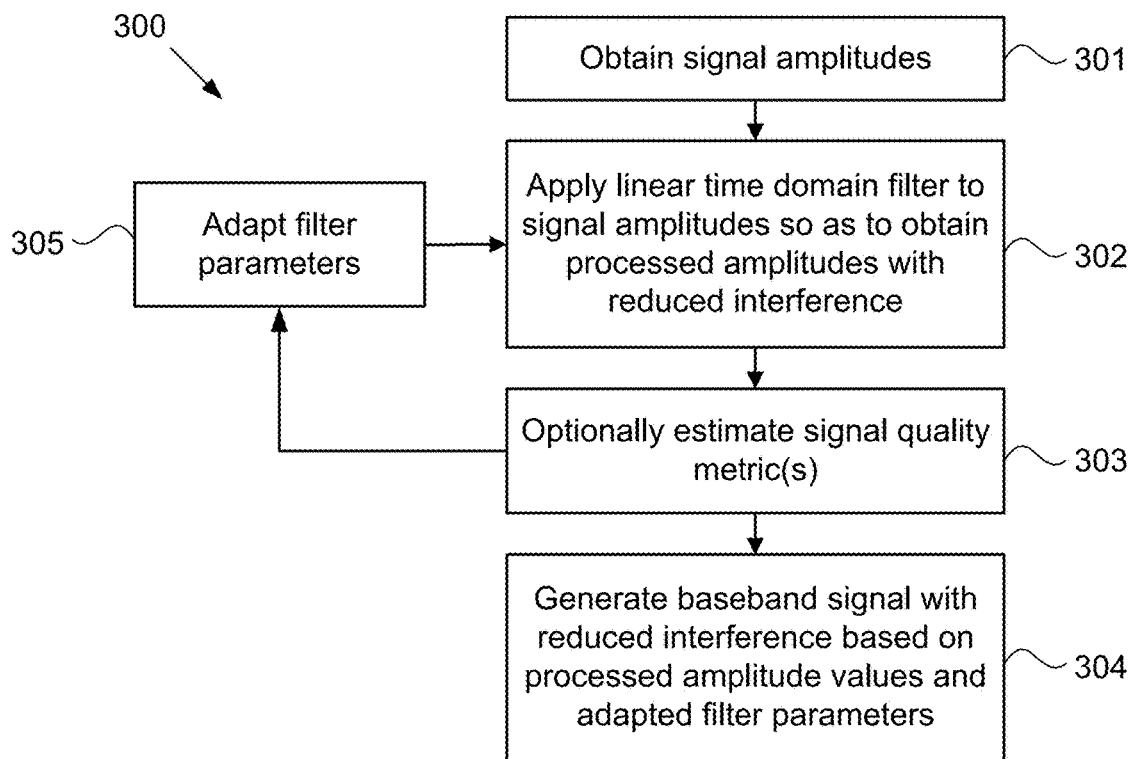 300
Obtain signal amplitudes
301
Apply linear time domain filter to
signal amplitudes so as to obtain
processed amplitudes with
reduced interference
302
Adapt filter
parameters
305
Optionally estimate signal quality
metric(s)
303
Generate baseband signal with
reduced interference based on
processed amplitude values and
adapted filter parameters
304